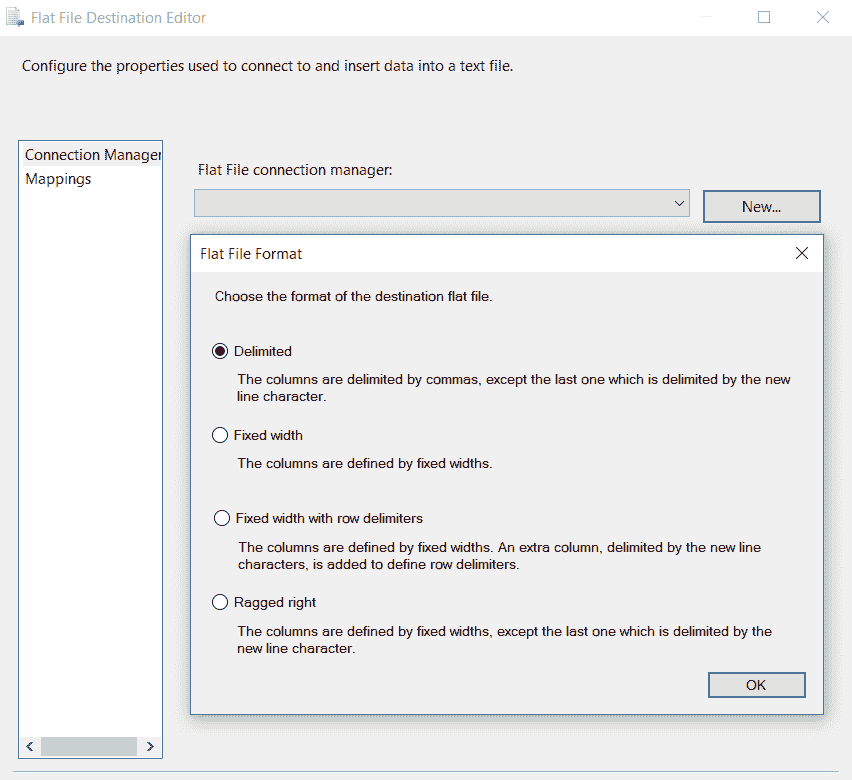 Flat File Destination Editor
Configure the properties used to connect to and insert data into a text file.
Connection Manager
Mappings
Flat File connection manager:
New...
Flat File Format
Choose the format of the destination flat file.
Delimited
The columns are delimited by commas, except the last one which is delimited by the new
line character.
Fixed width
The columns are defined by fixed widths.
Fixed width with row delimiters
The columns are defined by fixed widths. An extra column, delimited by the new line
characters, is added to define row delimiters.
Ragged right
The columns are defined by fixed widths, except the last one which is delimited by the
new line character.
OK